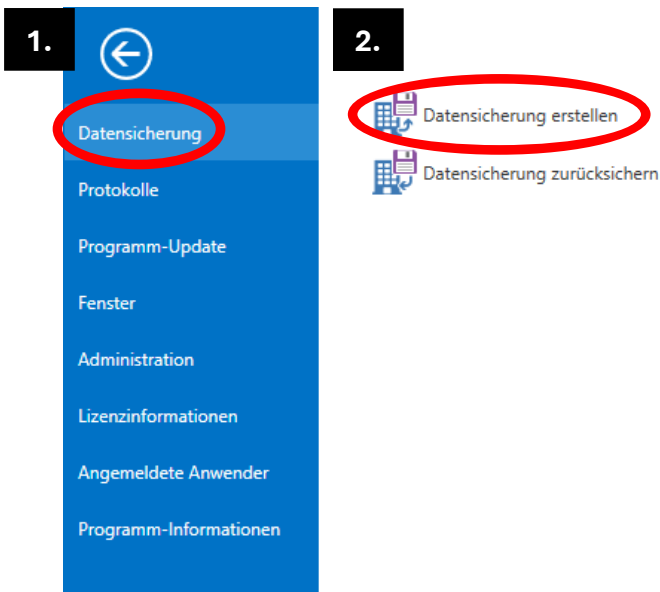 1.
Datensicherung
Protokolle
Programm-Update
Fenster
Administration
Lizenzinformationen
Angemeldete Anwender
Programm-Informationen
2.
Datensicherung erstellen
Datensicherung zurücksichern